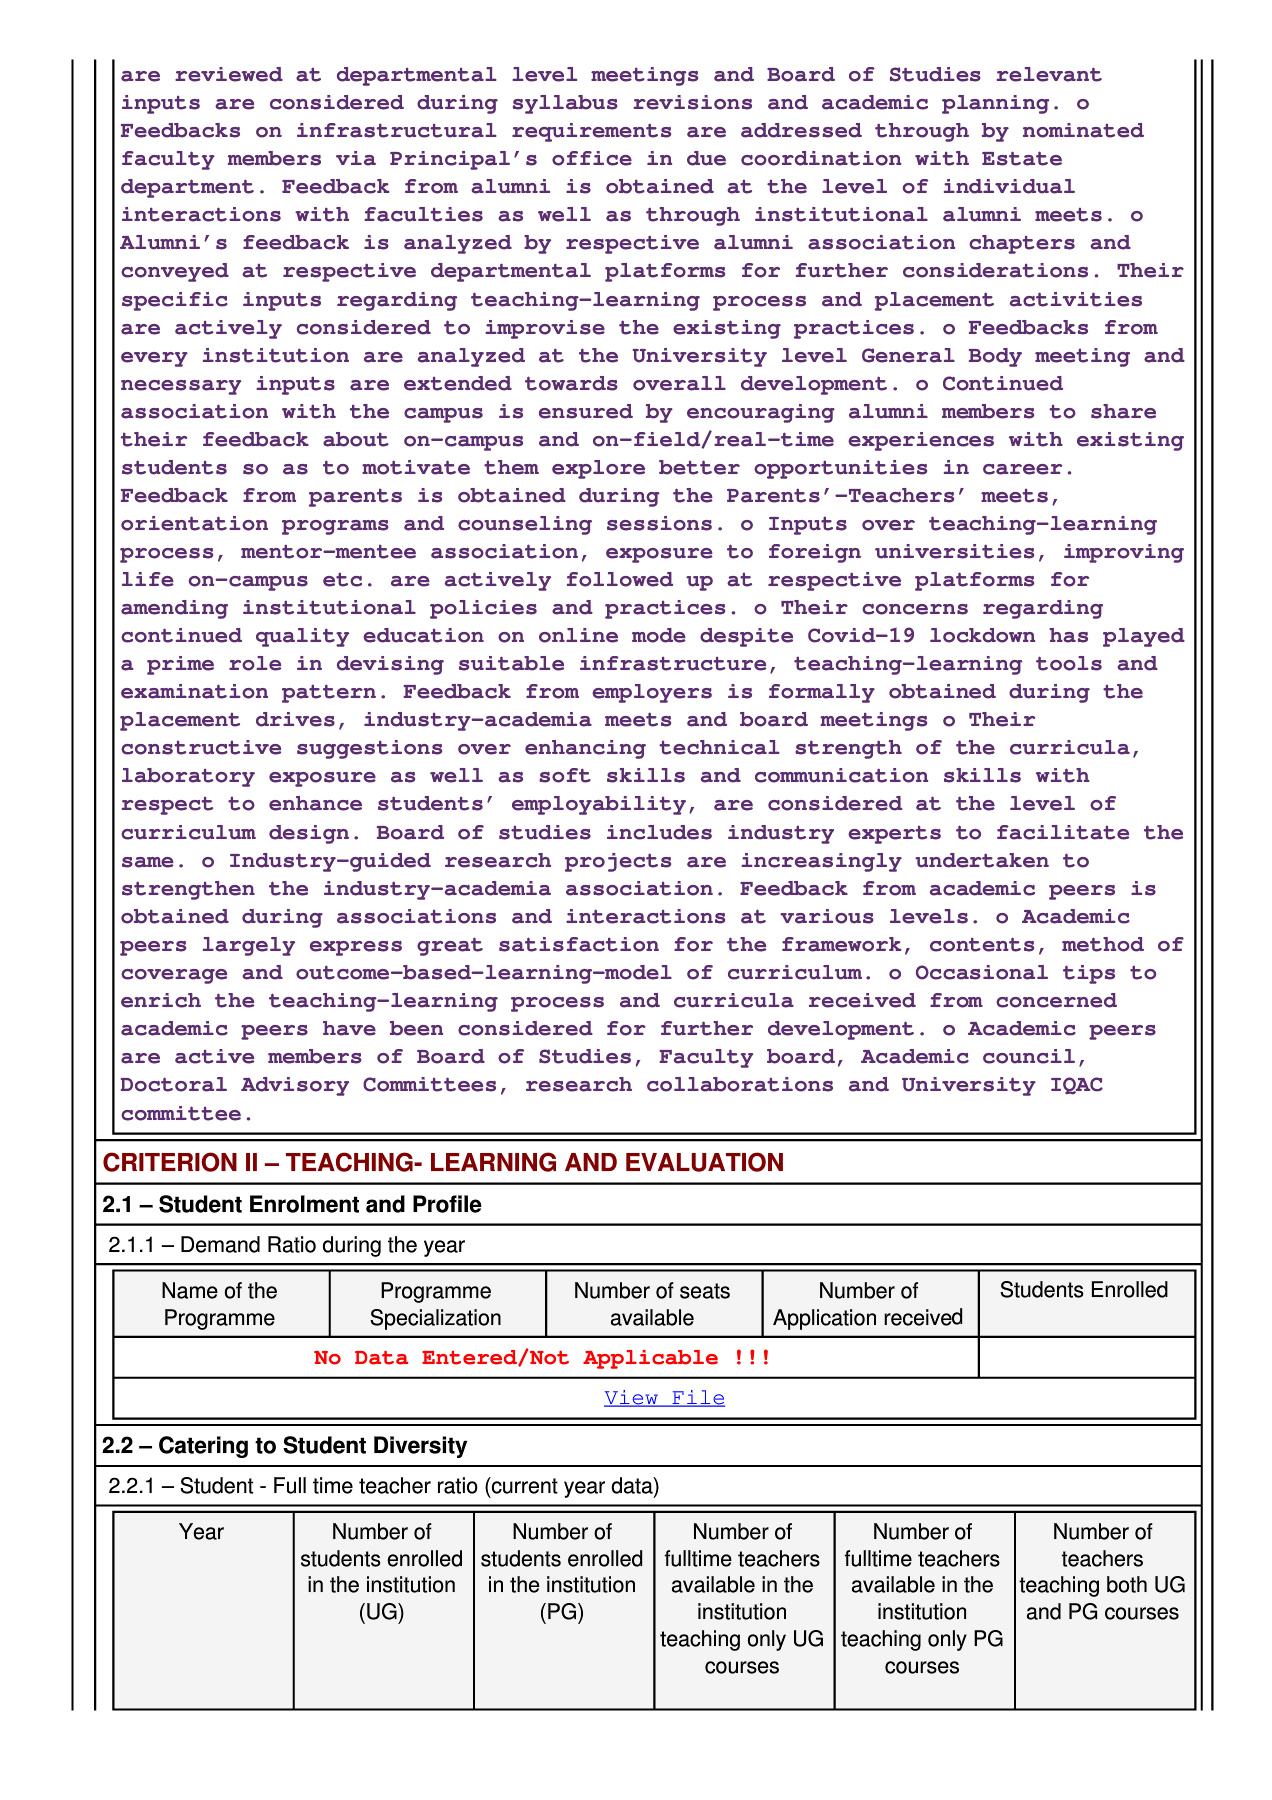 are reviewed at departmental level meetings and Board of Studies relevant
inputs are considered during syllabus revisions and academic planning. o
Feedbacks on infrastructural requirements are addressed through by nominated
faculty members via Principal’s office in due coordination with Estate
department. Feedback from alumni is obtained at the level of individual
interactions with faculties as well as through institutional alumni meets. o
Alumni’s feedback is analyzed by respective alumni association chapters and
conveyed at respective departmental platforms for further considerations. Their
specific inputs regarding teaching-learning process and placement activities
are actively considered to improvise the existing practices. o Feedbacks from
every institution are analyzed at the University level General Body meeting and
necessary inputs are extended towards overall development. o Continued
association with the campus is ensured by encouraging alumni members to share
their feedback about on-campus and on-field/real-time experiences with existing
students so as to motivate them explore better opportunities in career.
Feedback from parents is obtained during the Parents’-Teachers’ meets,
orientation programs and counseling sessions. o Inputs over teaching-learning
process, mentor-mentee association, exposure to foreign universities, improving
life on-campus etc. are actively followed up at respective platforms for
amending institutional policies and practices. o Their concerns regarding
continued quality education on online mode despite Covid-19 lockdown has played
a prime role in devising suitable infrastructure, teaching-learning tools and
examination pattern. Feedback from employers is formally obtained during the
placement drives, industry-academia meets and board meetings o Their
constructive suggestions over enhancing technical strength of the curricula,
laboratory exposure as well as soft skills and communication skills with
respect to enhance students’ employability, are considered at the level of
curriculum design. Board of studies includes industry experts to facilitate the
same. o Industry-guided research projects are increasingly undertaken to
strengthen the industry-academia association. Feedback from academic peers is
obtained during associations and interactions at various levels. o Academic
peers largely express great satisfaction for the framework, contents, method of
coverage and outcome-based-learning-model of curriculum. o Occasional tips to
enrich the teaching-learning process and curricula received from concerned
academic peers have been considered for further development. o Academic peers
are active members of Board of Studies, Faculty board, Academic council,
Doctoral Advisory Committees, research collaborations and University IQAC
committee.
CRITERION II – TEACHING- LEARNING AND EVALUATION
2.1 – Student Enrolment and Profile
2.1.1 – Demand Ratio during the year
Name of the
Programme
Programme
Specialization
Number of seats
available
Number of
Application received
Students Enrolled
No Data Entered/Not Applicable !!!
View File
2.2 – Catering to Student Diversity
2.2.1 – Student - Full time teacher ratio (current year data)
Year
Number of
students enrolled
in the institution
(UG)
Number of
students enrolled
in the institution
(PG)
Number of
fulltime teachers
available in the
institution
teaching only UG
courses
Number of
fulltime teachers
available in the
institution
teaching only PG
courses
Number of
teachers
teaching both UG
and PG courses